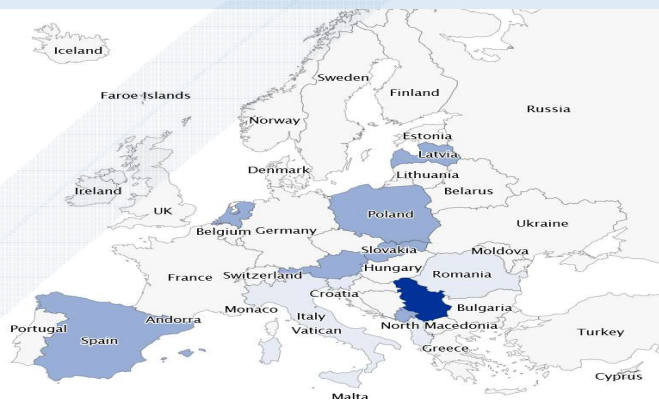 Iceland
Sweden
Finland
Faroe Islands
Russia
Norway
Estonia
Latvia
Denmark
Lithuania
Ireland
Belarus
UK
Poland
Ukraine
Belgium
Germany
Slovakia
Moldova
France
Switzerland
Hungary
Romania
Croatia
Monaco
Italy
Bulgaria
Andorra
Portugal
Vatican
North Macedonia
Spain
Turkey
Greece
Cyprus
Malta